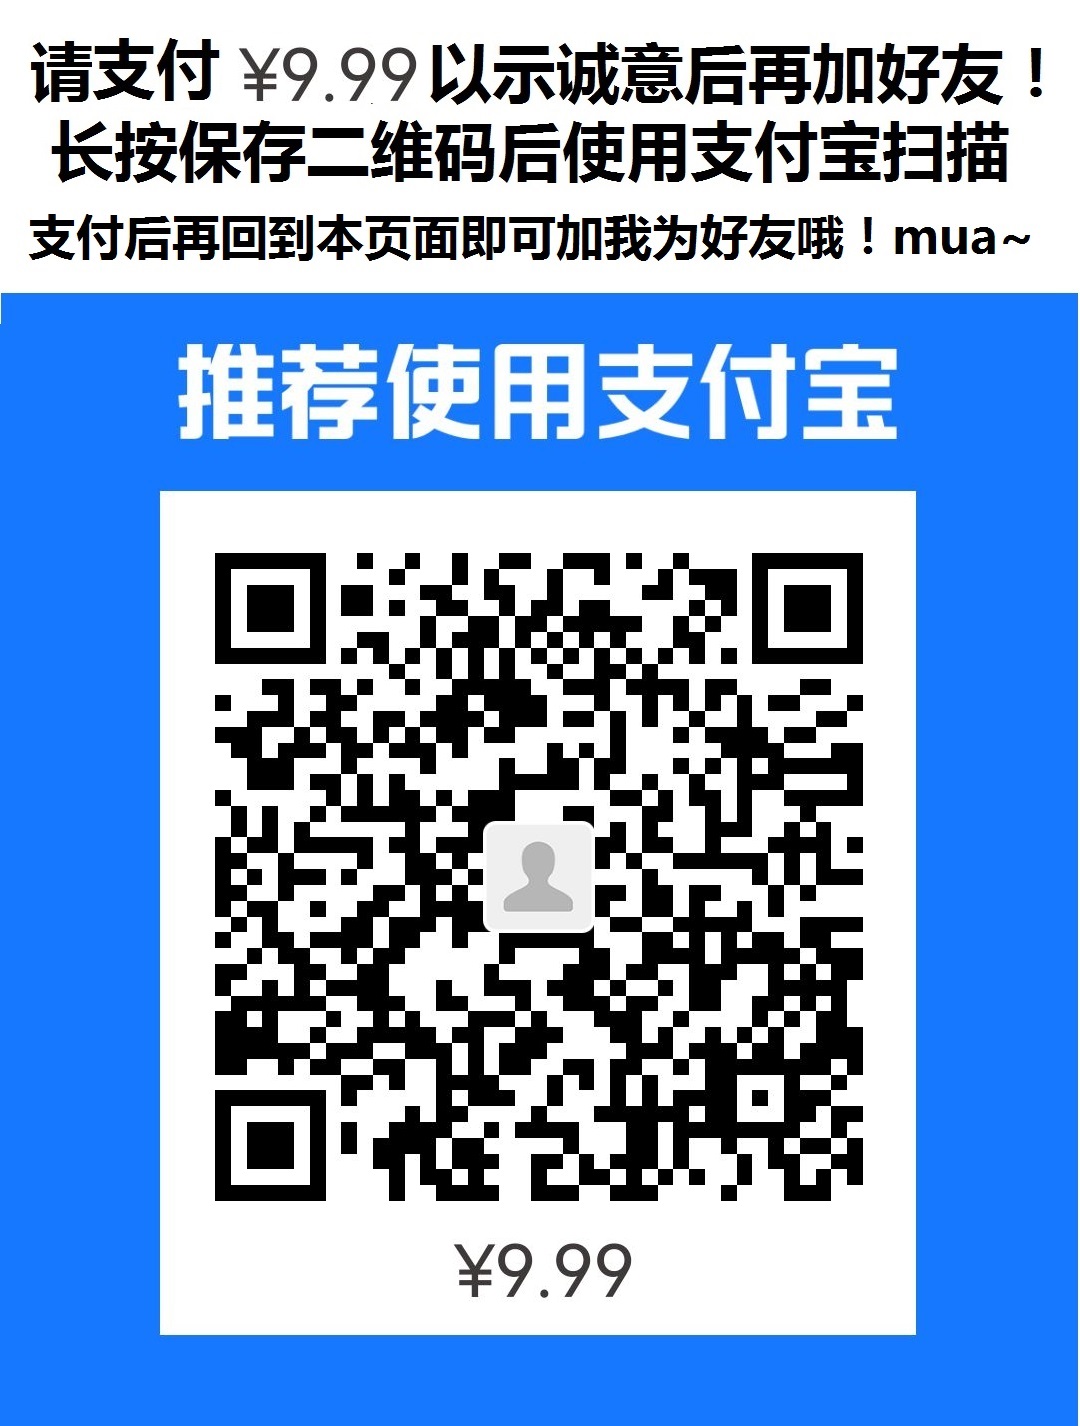 请支付 ¥9.99 以示诚意后再加好友！
长按保存二维码后使用支付宝扫描
支付后再回到本页面即可加我为好友哦！mua~
推荐使用支付宝
¥9.99